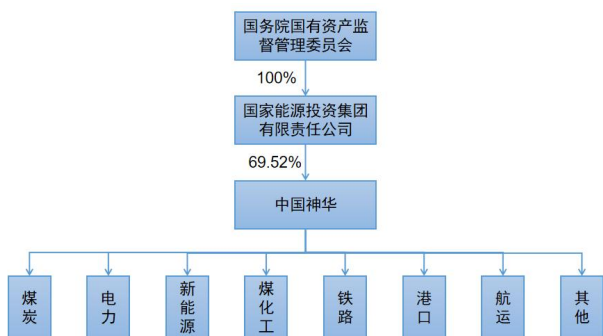 国务院国有资产监
督管理委员会
100%
国家能源投资集团
有限责任公司
69.52%
中国神华
煤炭
电力
新能源
煤化工
铁路
港口
航运
其他